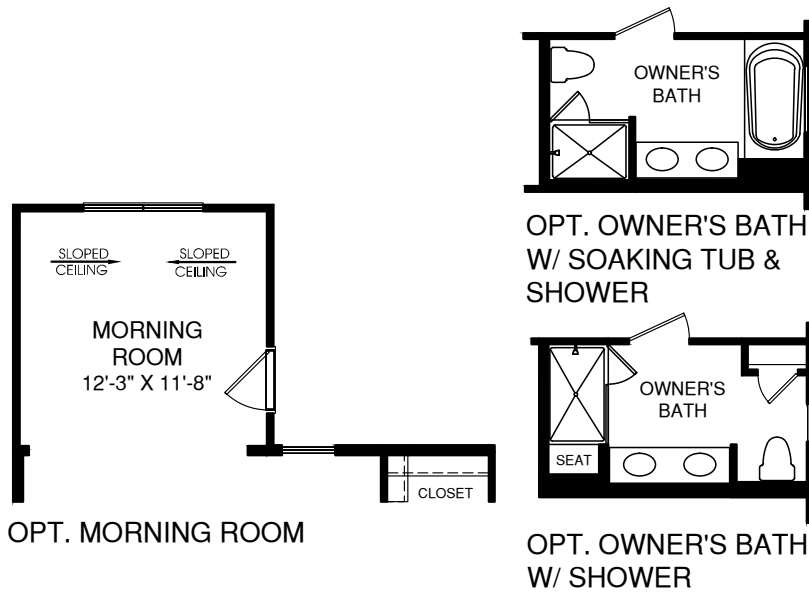 OWNER'S
BATH
OPT. OWNER'S BATH
W/ SOAKING TUB &
SHOWER
SLOPED
CEILING
SLOPED
CEILING
MORNING
ROOM
12'-3" X 11'-8"
CLOSET
OPT. MORNING ROOM
OWNER'S
BATH
SEAT
OPT. OWNER'S BATH
W/ SHOWER